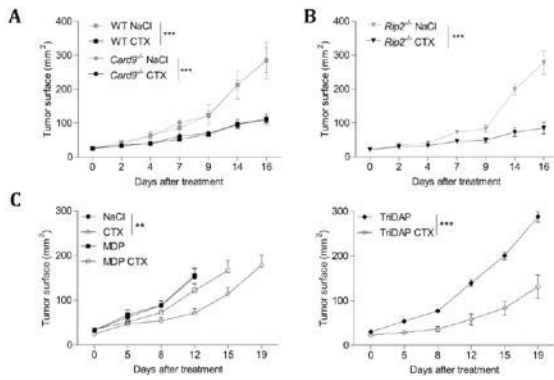 A
Tumor surface (mm²)
400
300
200
100
0
WT NaCl
WT CTX
***
Card9-/- NaCl
Card9-/- CTX
***
0 2 4 7 9 14 16
Days after treatment
B
Tumor surface (mm²)
400
300
200
100
0
Rip2-/- NaCl
Rip2-/- CTX
***
0 2 4 7 9 14 16
Days after treatment
C
Tumor surface (mm²)
300
200
100
0
NaCl
CTX
**
MDP
MDP CTX
0 5 8 12 15 19
Days after treatment
Tumor surface (mm²)
300
200
100
0
TriDAP
TriDAP CTX
***
0 5 8 12 15 19
Days after treatment